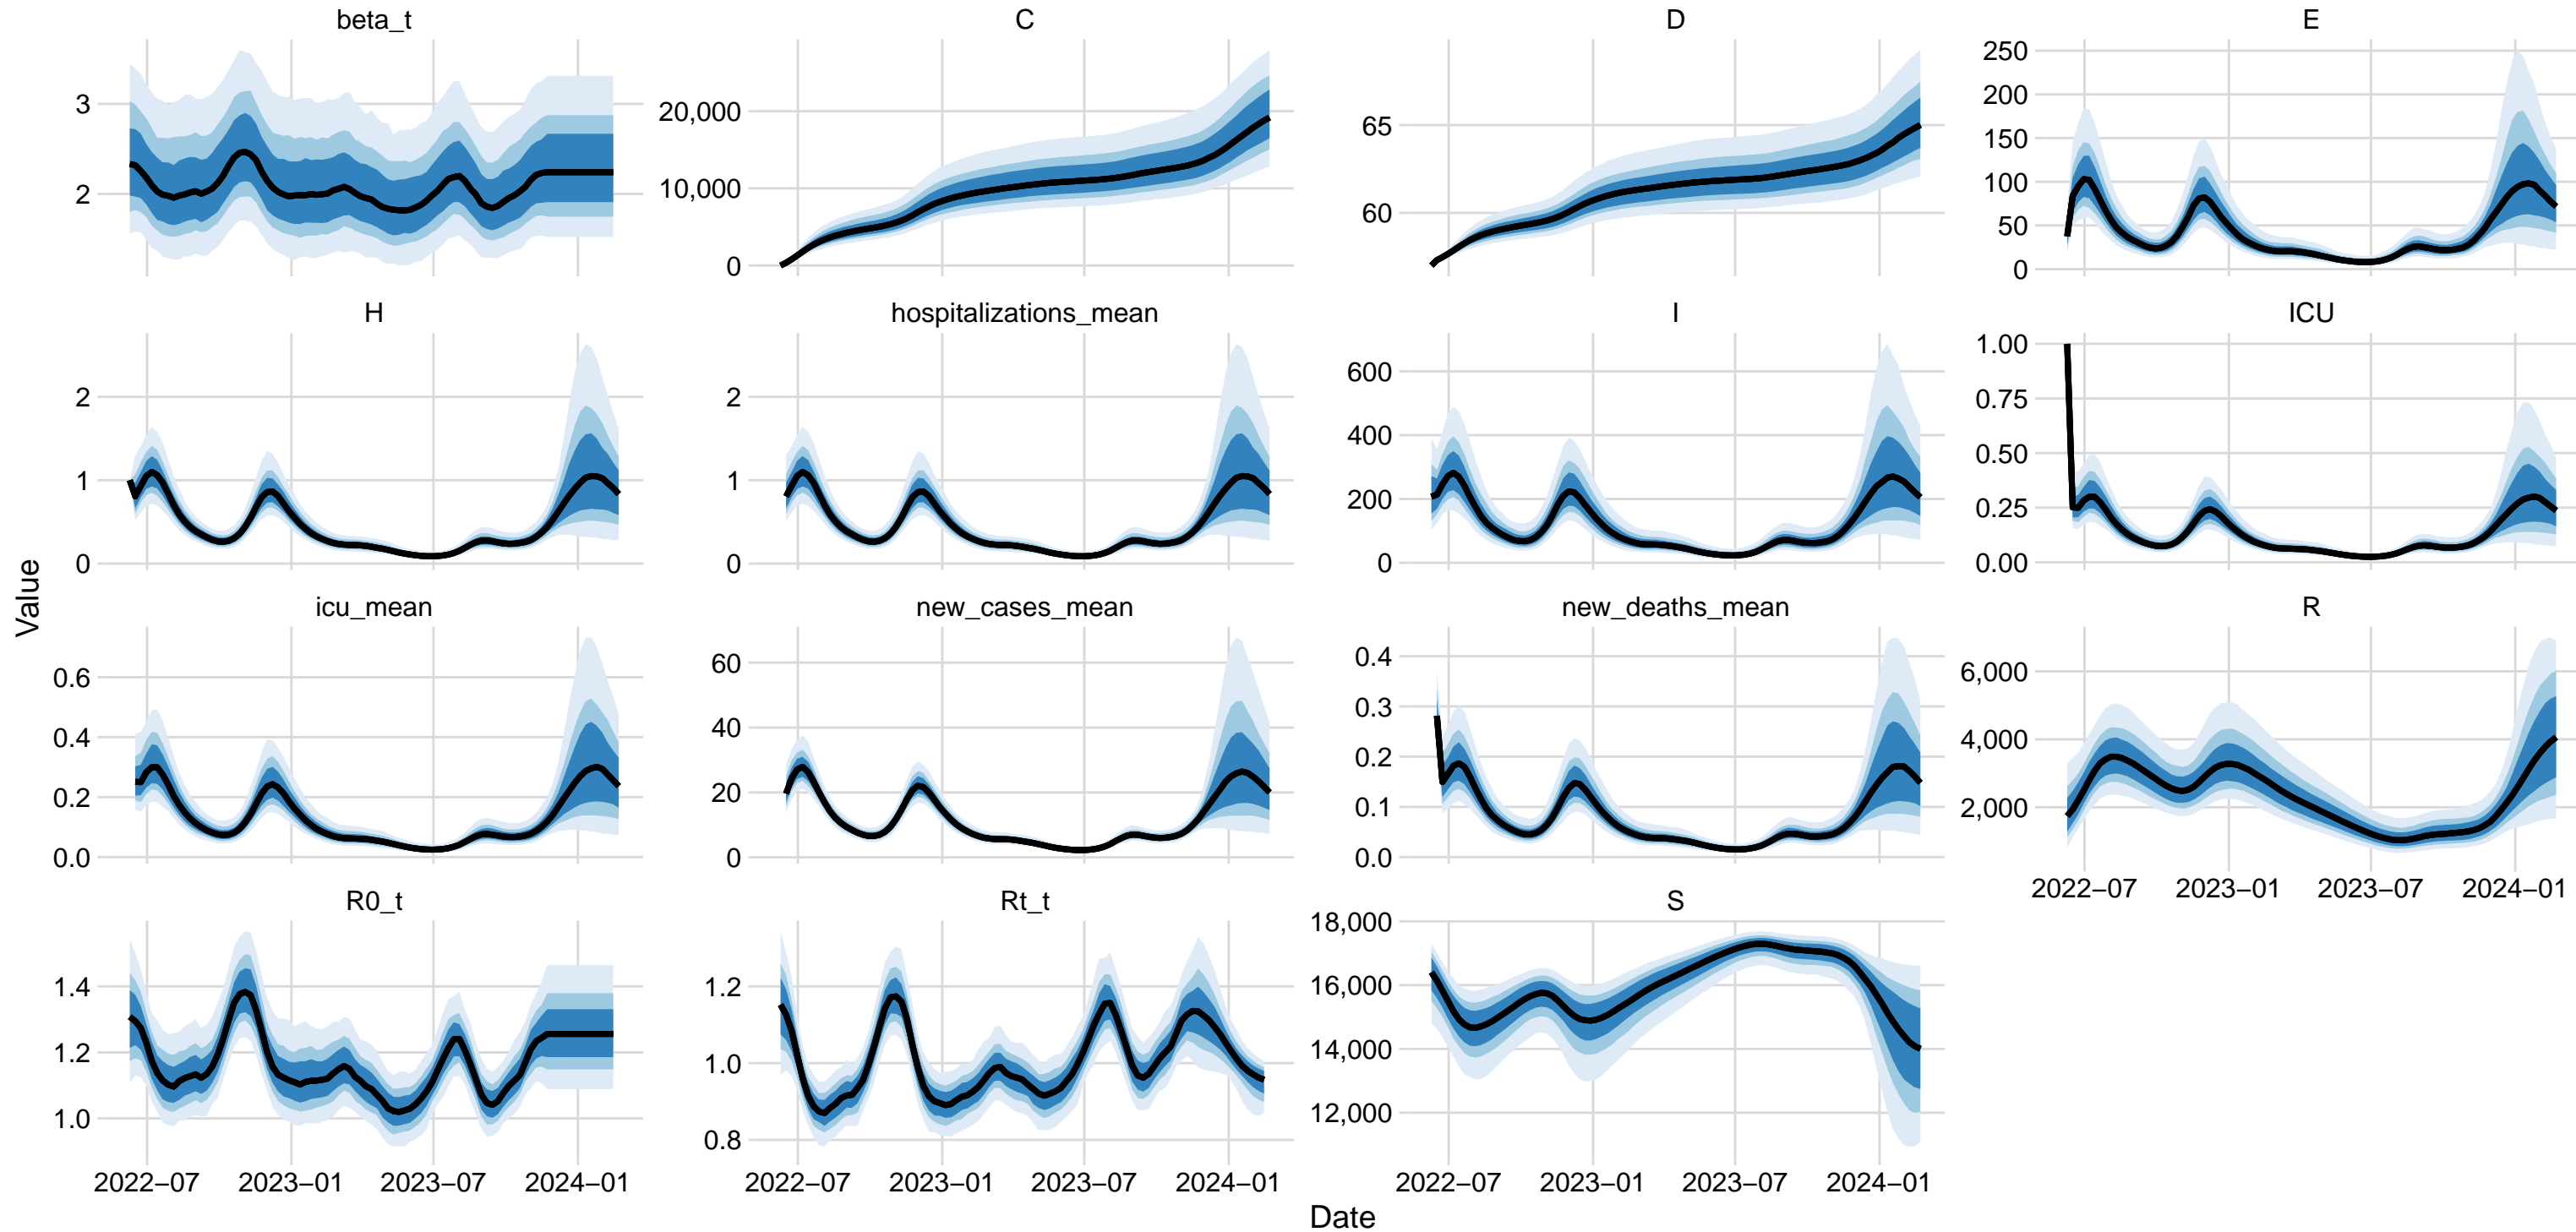 beta_t
C
D
E
3
2
20,000
10,000
0
65
60
250
200
150
100
50
0
H
hospitalizations_mean
I
ICU
2
1
0
2
1
0
600
400
200
0
1.00
0.75
0.50
0.25
0.00
Value
icu_mean
new_cases_mean
new_deaths_mean
R
0.6
0.4
0.2
0.0
60
40
20
0
0.4
0.3
0.2
0.1
0.0
6,000
4,000
2,000
2022−07 2023−01 2023−07 2024−01
R0_t
Rt_t
S
1.4
1.2
1.0
1.2
1.0
0.8
18,000
16,000
14,000
12,000
2022−07 2023−01 2023−07 2024−01
2022−07 2023−01 2023−07 2024−01
2022−07 2023−01 2023−07 2024−01
Date